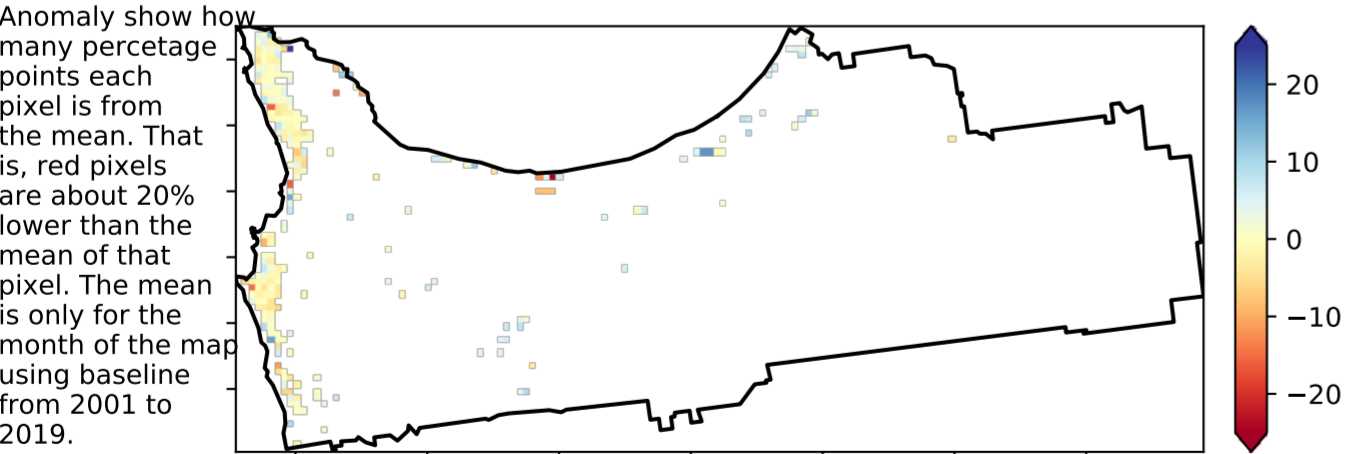 Anomaly show how
many percetage
points each
pixel is from
the mean. That
is, red pixels
are about 20%
lower than the
mean of that
pixel. The mean
is only for the
month of the map
using baseline
from 2001 to
2019.
20
10
0
−10
−20